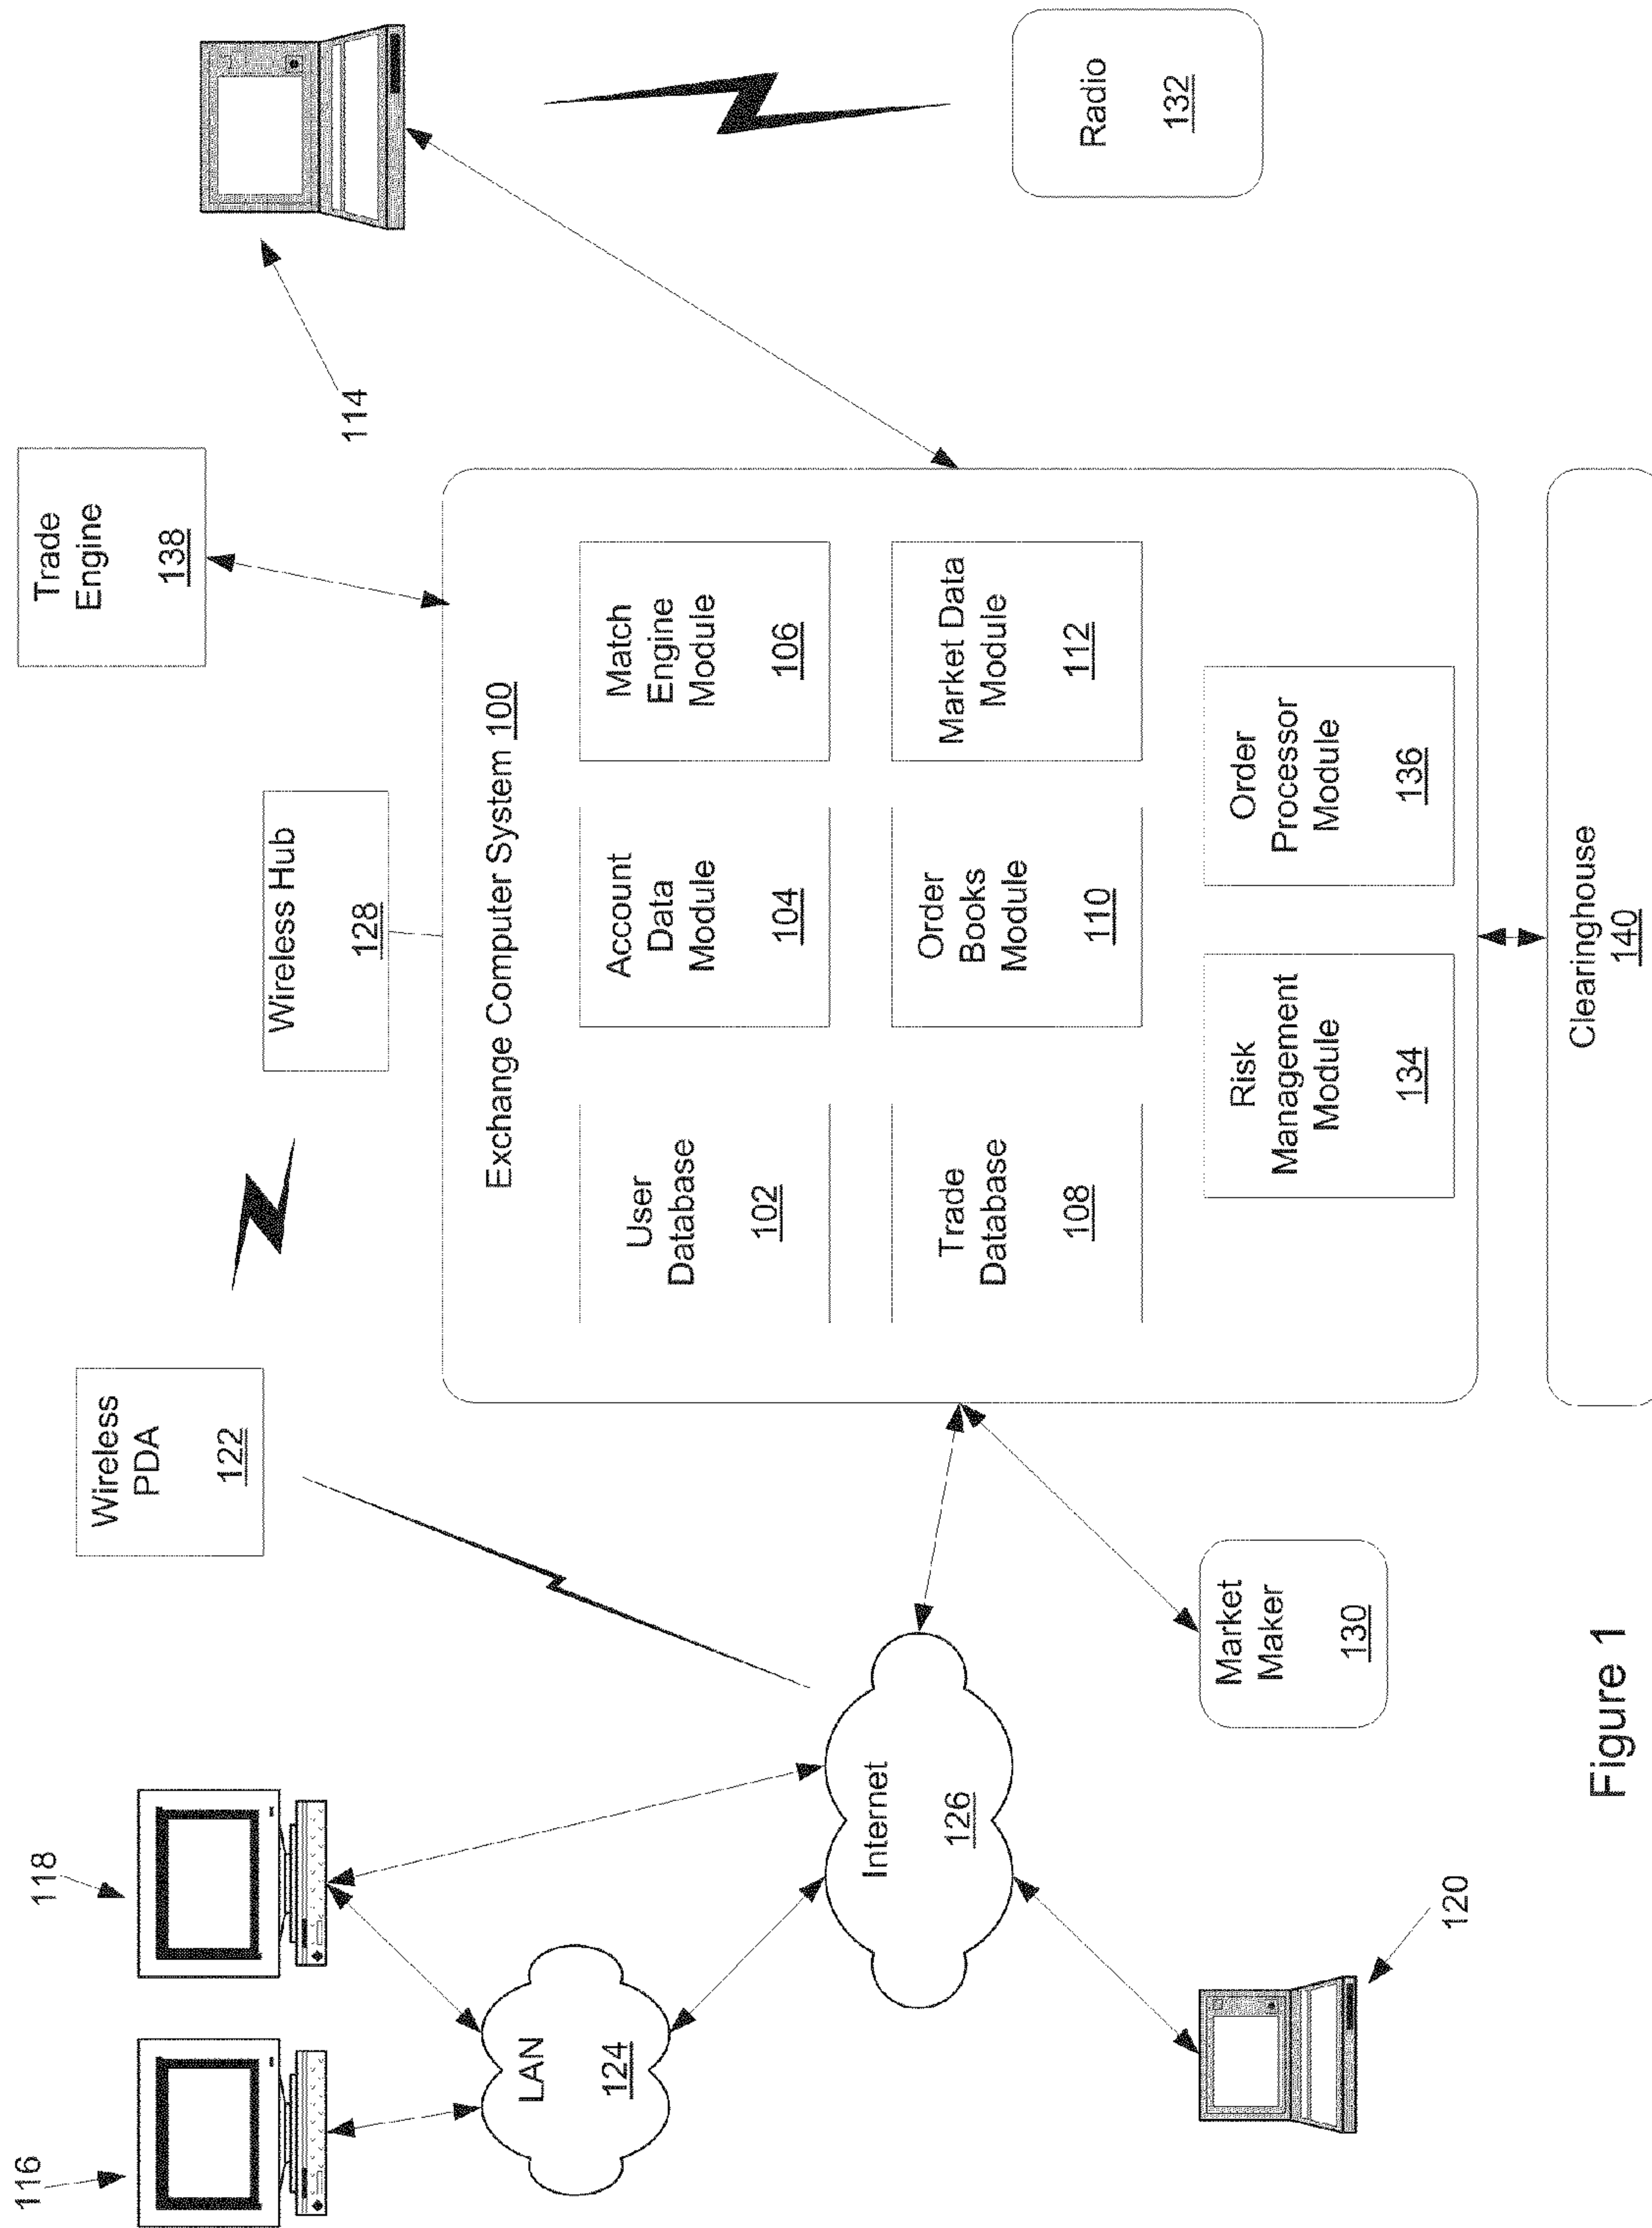 116
118
Wireless
PDA
122
Wireless Hub
128
Trade
Engine
138
114
LAN
124
Internet
126
Exchange Computer System 100
User
Database
102
Account
Data
Module
104
Match
Engine
Module
106
Trade
Database
108
Order
Books
Module
110
Market Data
Module
112
Risk
Management
Module
134
Order
Processor
Module
136
Radio
132
120
Market
Maker
130
Clearinghouse
140
Figure 1